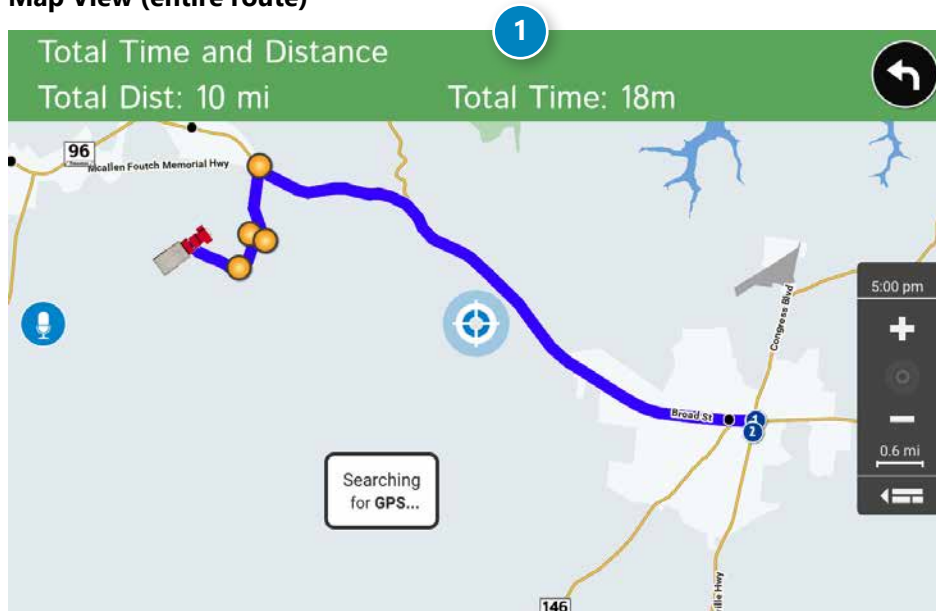 Map View (entire route)
1
Total Time and Distance
Total Dist: 10 mi
Total Time: 18m
96
Mcallen Foutch Memorial Hwy
5:00 pm
Congress Blvd
Broad St
1
2
0.6 mi
Searching
for GPS...
146